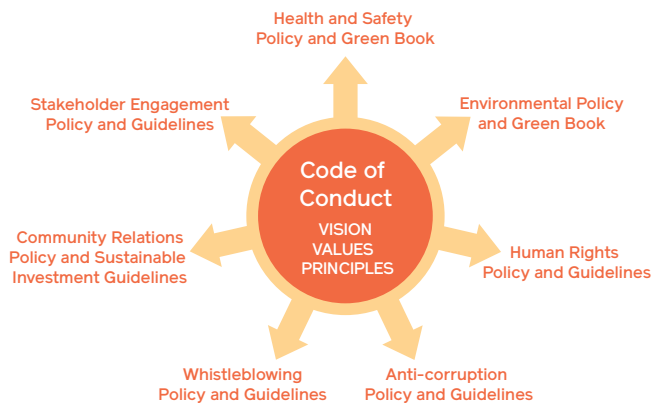 Health and Safety
Policy and Green Book
Stakeholder Engagement
Policy and Guidelines
Environmental Policy
and Green Book
Code of
Conduct
VISION
VALUES
PRINCIPLES
Community Relations
Policy and Sustainable
Investment Guidelines
Human Rights
Policy and Guidelines
Whistleblowing
Policy and Guidelines
Anti-corruption
Policy and Guidelines